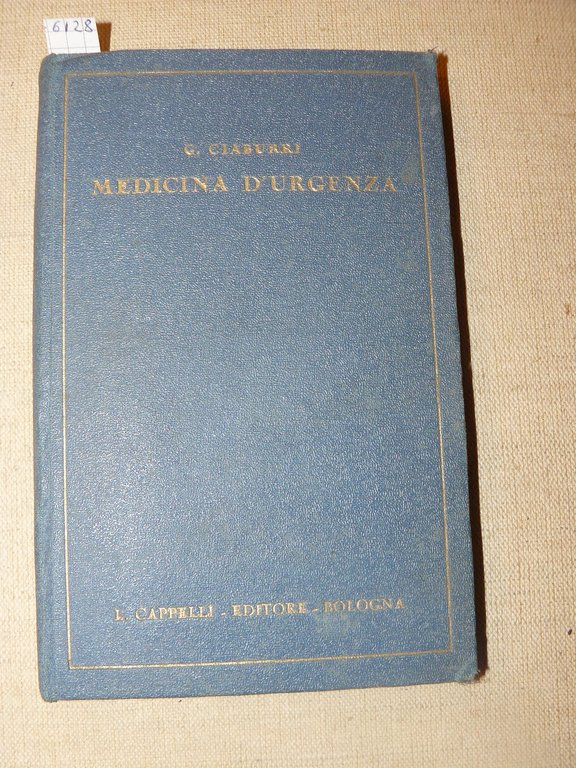 6128
G. CIABURRI
MEDICINA D'URGENZA
L. CAPPELLI - EDITORE - BOLOGNA